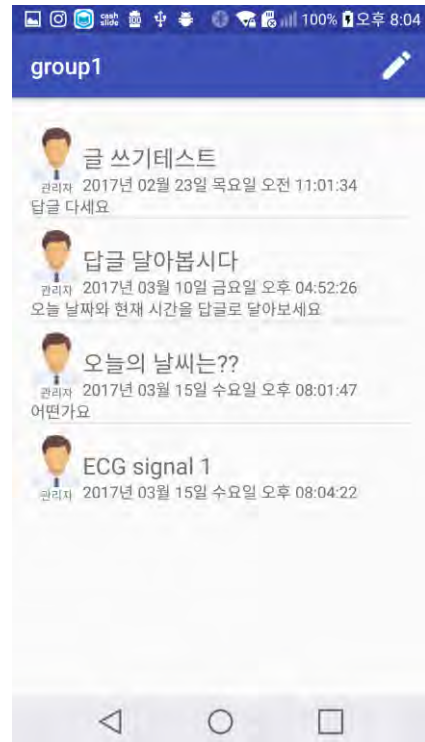 cash slide 100% 오후 8:04
group1
글 쓰기테스트
관리자 2017년 02월 23일 목요일 오전 11:01:34
답글 다세요
답글 달아봅시다
관리자 2017년 03월 10일 금요일 오후 04:52:26
오늘 날짜와 현재 시간을 답글로 달아보세요
오늘의 날씨는??
관리자 2017년 03월 15일 수요일 오후 08:01:47
어떤가요
ECG signal 1
관리자 2017년 03월 15일 수요일 오후 08:04:22